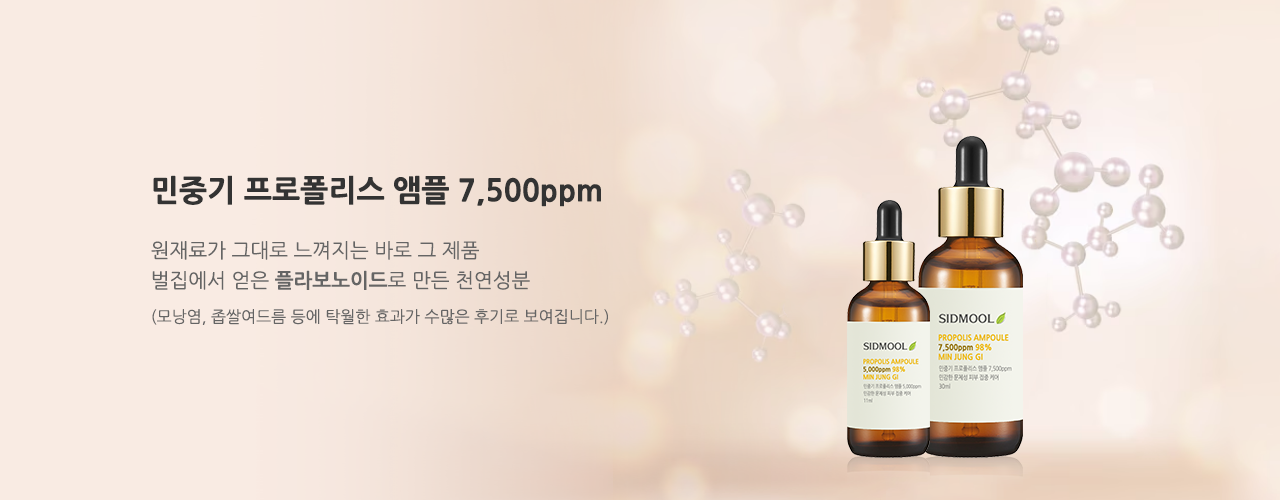 민중기 프로폴리스 앰플 7,500ppm
원재료가 그대로 느껴지는 바로 그 제품
벌집에서 얻은 플라보노이드로 만든 천연성분
(모낭염, 좁쌀여드름 등에 탁월한 효과가 수많은 후기로 보여집니다.)
SIDMOOL
PROPOLIS AMPOULE
5,000ppm 98%
MIN JUNG GI
민중기 프로폴리스 앰플 5,000ppm
민감한 문제성 피부 집중 케어
11ml
SIDMOOL
PROPOLIS AMPOULE
7,500ppm 98%
MIN JUNG GI
민중기 프로폴리스 앰플 7,500ppm
민감한 문제성 피부 집중 케어
30ml